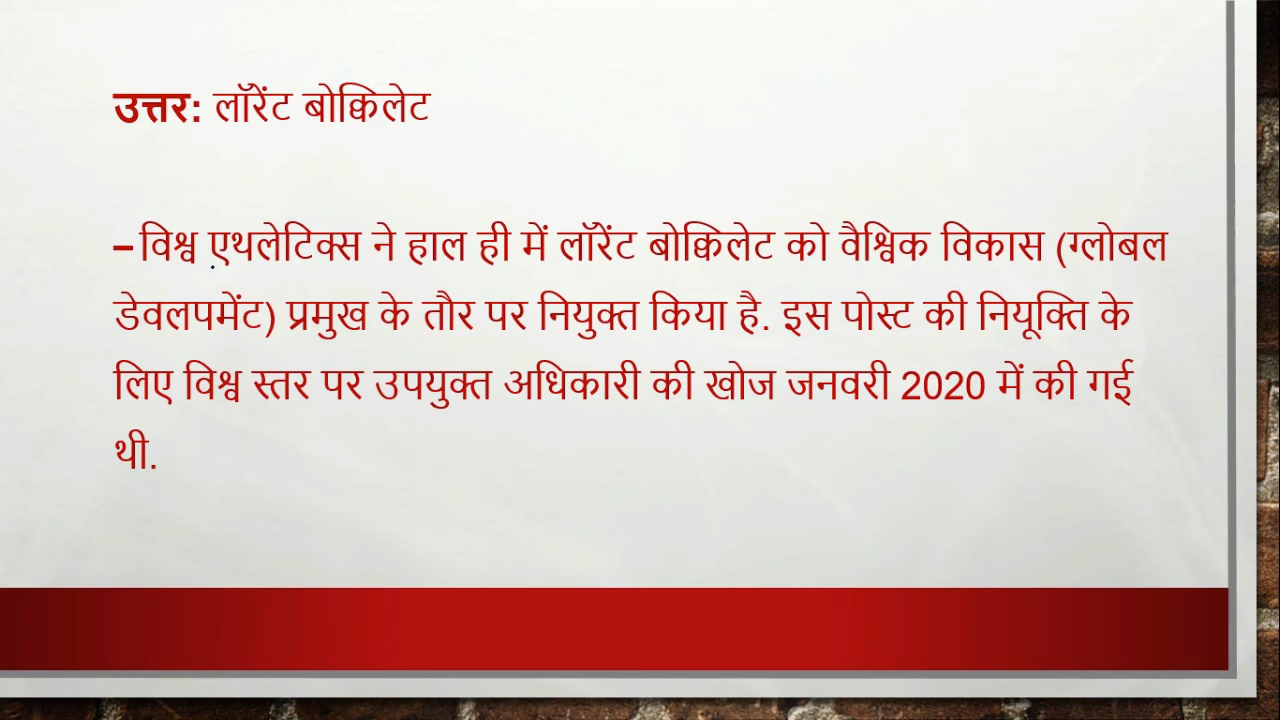 उत्तर: लॉरेंट बोक्विलेट
– विश्व एथलेटिक्स ने हाल ही में लॉरेंट बोक्विलेट को वैश्विक विकास (ग्लोबल
डेवलपमेंट) प्रमुख के तौर पर नियुक्त किया है. इस पोस्ट की नियूक्ति के
लिए विश्व स्तर पर उपयुक्त अधिकारी की खोज जनवरी 2020 में की गई
थी.